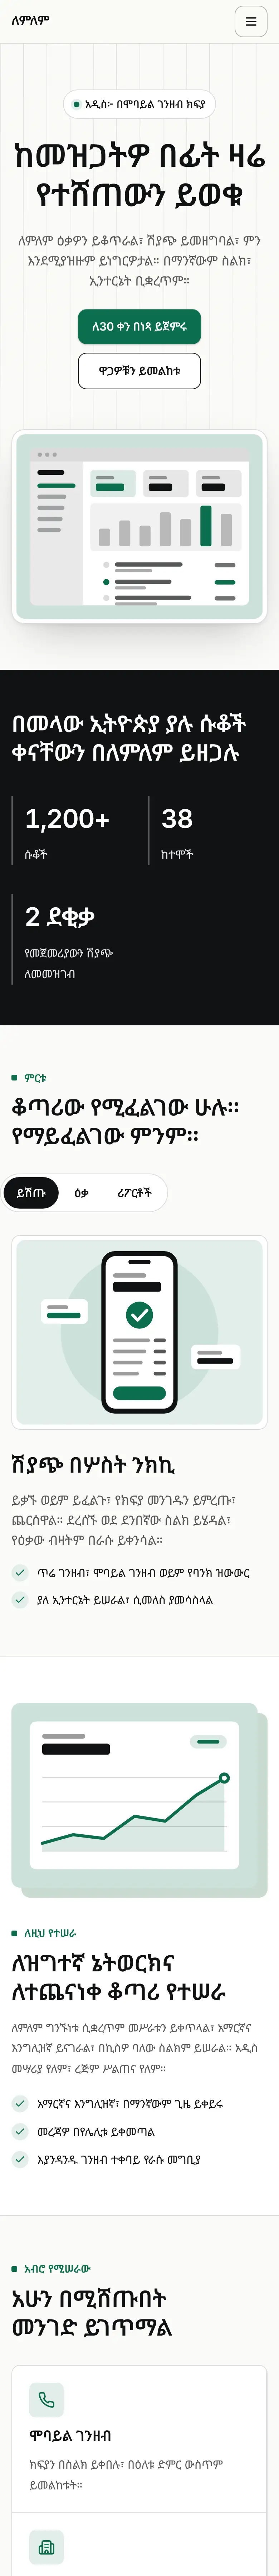 ለምለም
አዲስ፦ በሞባይል ገንዘብ ክፍያ
ከመዝጋትዎ በፊት ዛሬ
የተሸጠውን ይወቁ
ለምለም ዕቃዎን ይቆጥራል፣ ሽያጭ ይመዘግባል፣ ምን
እንደሚያዝዙም ይነግርዎታል። በማንኛውም ስልክ፣
ኢንተርኔት ቢቋረጥም።
ለ30 ቀን በነጻ ይጀምሩ
ዋጋዎቹን ይመልከቱ
በመላው ኢትዮጵያ ያሉ ሱቆች
ቀናቸውን በለምለም ይዘጋሉ
1,200+
38
ሱቆች
ከተሞች
2 ደቂቃ
የመጀመሪያውን ሽያጭ
ለመመዝገብ
ምርቱ
ቆጣሪው የሚፈልገው ሁሉ።
የማይፈልገው ምንም።
ይሽጡ
ዕቃ
ሪፖርቶች
ሽያጭ በሦስት ንክኪ
ይቃኙ ወይም ይፈልጉ፣ የክፍያ መንገዱን ይምረጡ፣
ጨርሰዋል። ደረሰኙ ወደ ደንበኛው ስልክ ይሄዳል፣
የዕቃው ብዛትም በራሱ ይቀንሳል።
ጥሬ ገንዘብ፣ ሞባይል ገንዘብ ወይም የባንክ ዝውውር
ያለ ኢንተርኔት ይሠራል፣ ሲመለስ ያመሳስላል
ለዚህ የተሠራ
ለዝግተኛ ኔትወርክና
ለተጨናነቀ ቆጣሪ የተሠራ
ለምለም ግንኙነቱ ሲቋረጥም መሥራቱን ይቀጥላል፣ አማርኛና
እንግሊዝኛ ይናገራል፣ በኪስዎ ባለው ስልክም ይሠራል። አዲስ
መሣሪያ የለም፣ ረጅም ሥልጠና የለም።
አማርኛና እንግሊዝኛ፣ በማንኛውም ጊዜ ይቀይሩ
መረጃዎ በየሌሊቱ ይቀመጣል
እያንዳንዱ ገንዘብ ተቀባይ የራሱ መግቢያ
አብሮ የሚሠራው
አሁን በሚሸጡበት
መንገድ ይገጥማል
ሞባይል ገንዘብ
ክፍያን በስልክ ይቀበሉ፣ በዕለቱ ድምር ውስጥም
ይመልከቱት።